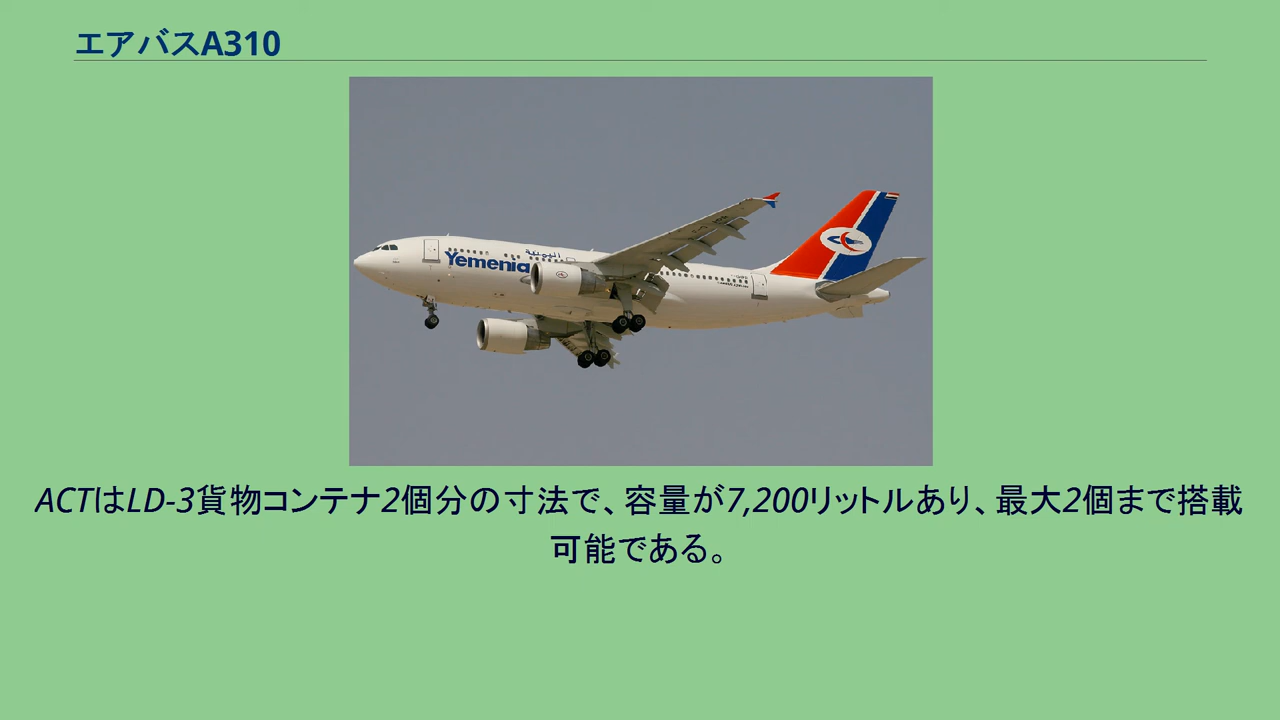 エアバスA310
اليمنية
Yemenia
ACTはLD-3貨物コンテナ2個分の寸法で、容量が7,200リットルあり、最大2個まで搭載
可能である。